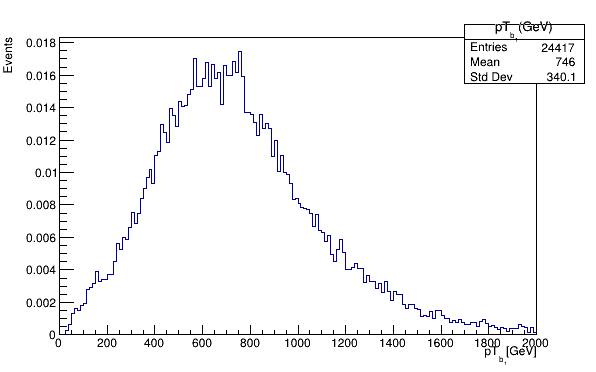 pT_b_1 (GeV)
Entries 24417
Mean 746
Std Dev 340.1
Events
0.018
0.016
0.014
0.012
0.01
0.008
0.006
0.004
0.002
0
0 200 400 600 800 1000 1200 1400 1600 1800 2000
pT_b_1 [GeV]